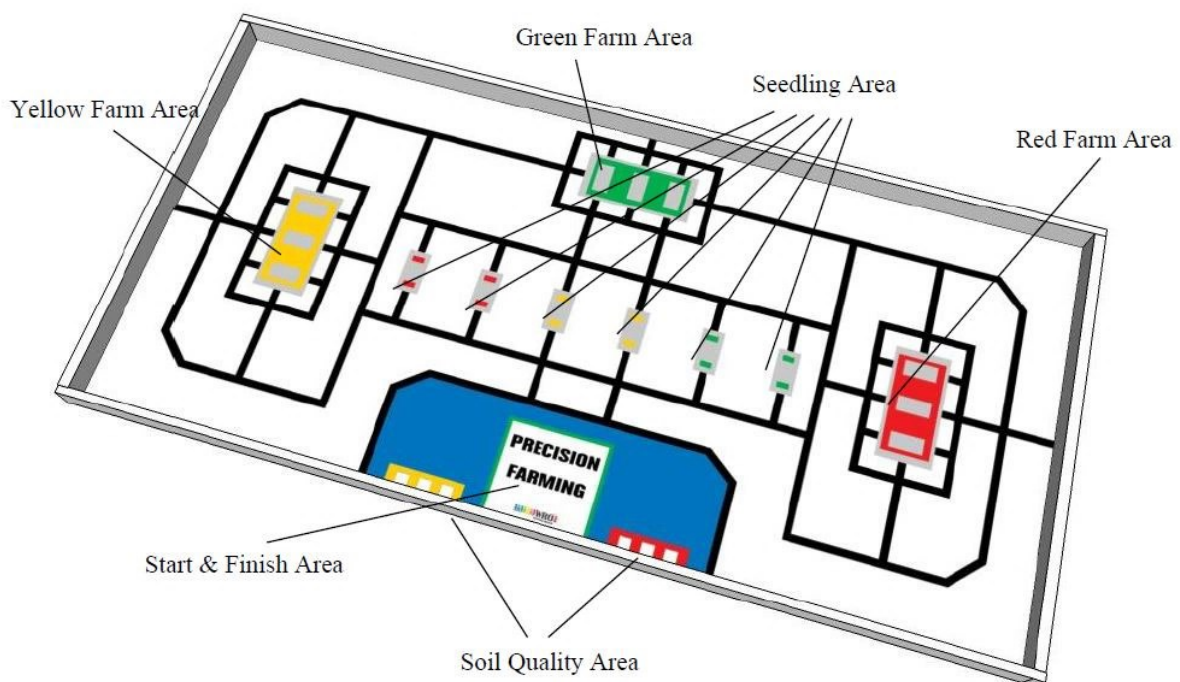 Green Farm Area
Seedling Area
Yellow Farm Area
Red Farm Area
PRECISION
FARMING
WRO
Start & Finish Area
Soil Quality Area